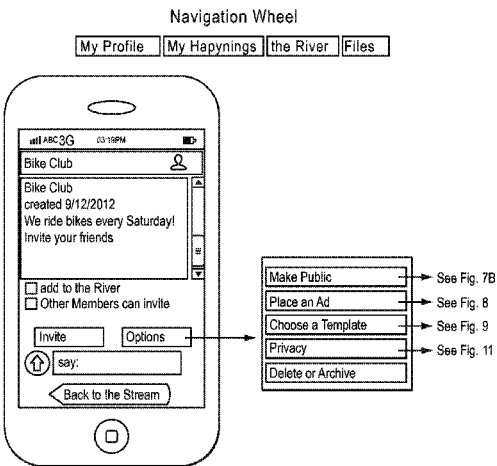 Navigation Wheel
My Profile My Hapynings the River Files
ABC 3G 03:19PM
Bike Club
Bike Club
created 9/12/2012
We ride bikes every Saturday!
Invite your friends
add to the River
Other Members can invite
Invite Options
say:
Back to the Stream
Make Public See Fig. 7B
Place an Ad See Fig. 8
Choose a Template See Fig. 9
Privacy See Fig. 11
Delete or Archive